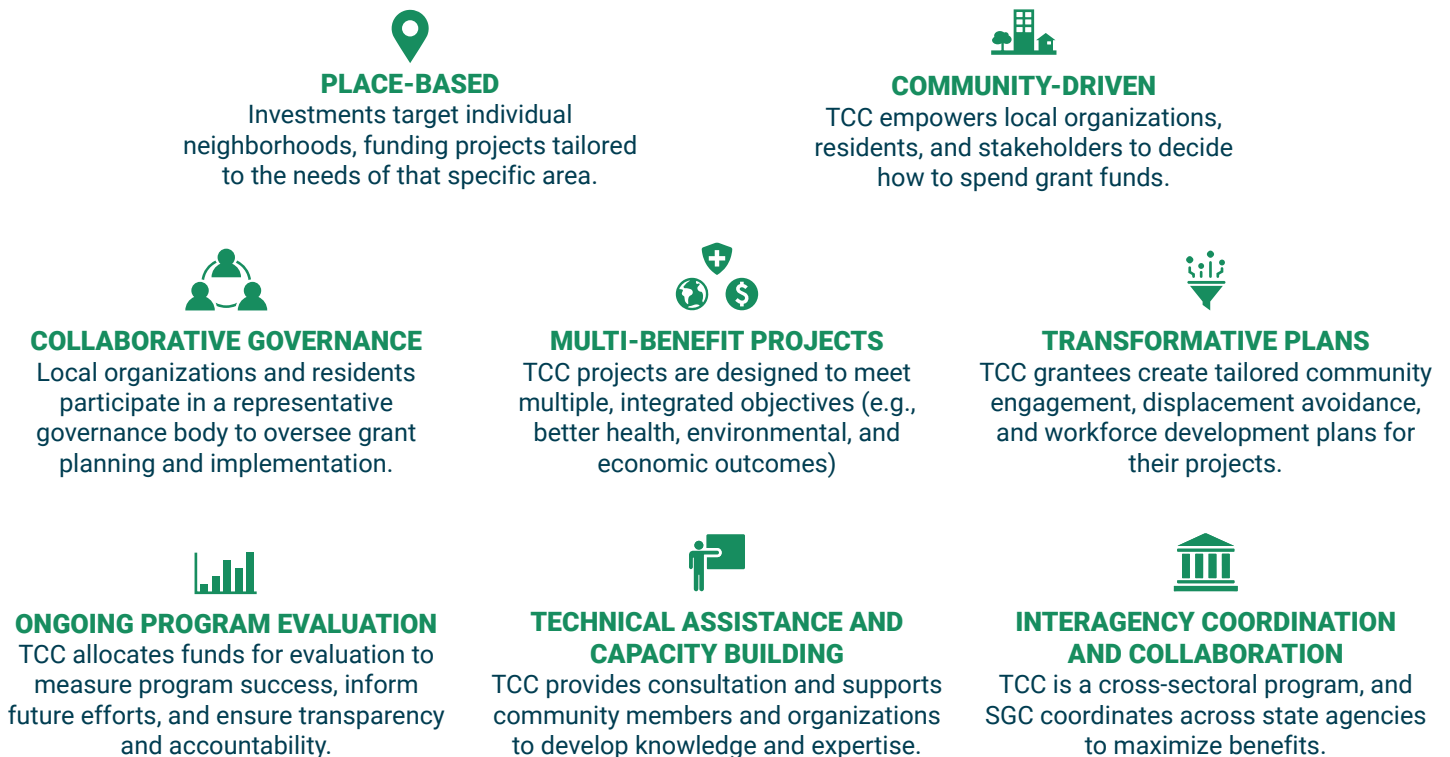 PLACE-BASED
Investments target individual
neighborhoods, funding projects tailored
to the needs of that specific area.
COMMUNITY-DRIVEN
TCC empowers local organizations,
residents, and stakeholders to decide
how to spend grant funds.
COLLABORATIVE GOVERNANCE
Local organizations and residents
participate in a representative
governance body to oversee grant
planning and implementation.
MULTI-BENEFIT PROJECTS
TCC projects are designed to meet
multiple, integrated objectives (e.g.,
better health, environmental, and
economic outcomes)
TRANSFORMATIVE PLANS
TCC grantees create tailored community
engagement, displacement avoidance,
and workforce development plans for
their projects.
ONGOING PROGRAM EVALUATION
TCC allocates funds for evaluation to
measure program success, inform
future efforts, and ensure transparency
and accountability.
TECHNICAL ASSISTANCE AND
CAPACITY BUILDING
TCC provides consultation and supports
community members and organizations
to develop knowledge and expertise.
INTERAGENCY COORDINATION
AND COLLABORATION
TCC is a cross-sectoral program, and
SGC coordinates across state agencies
to maximize benefits.